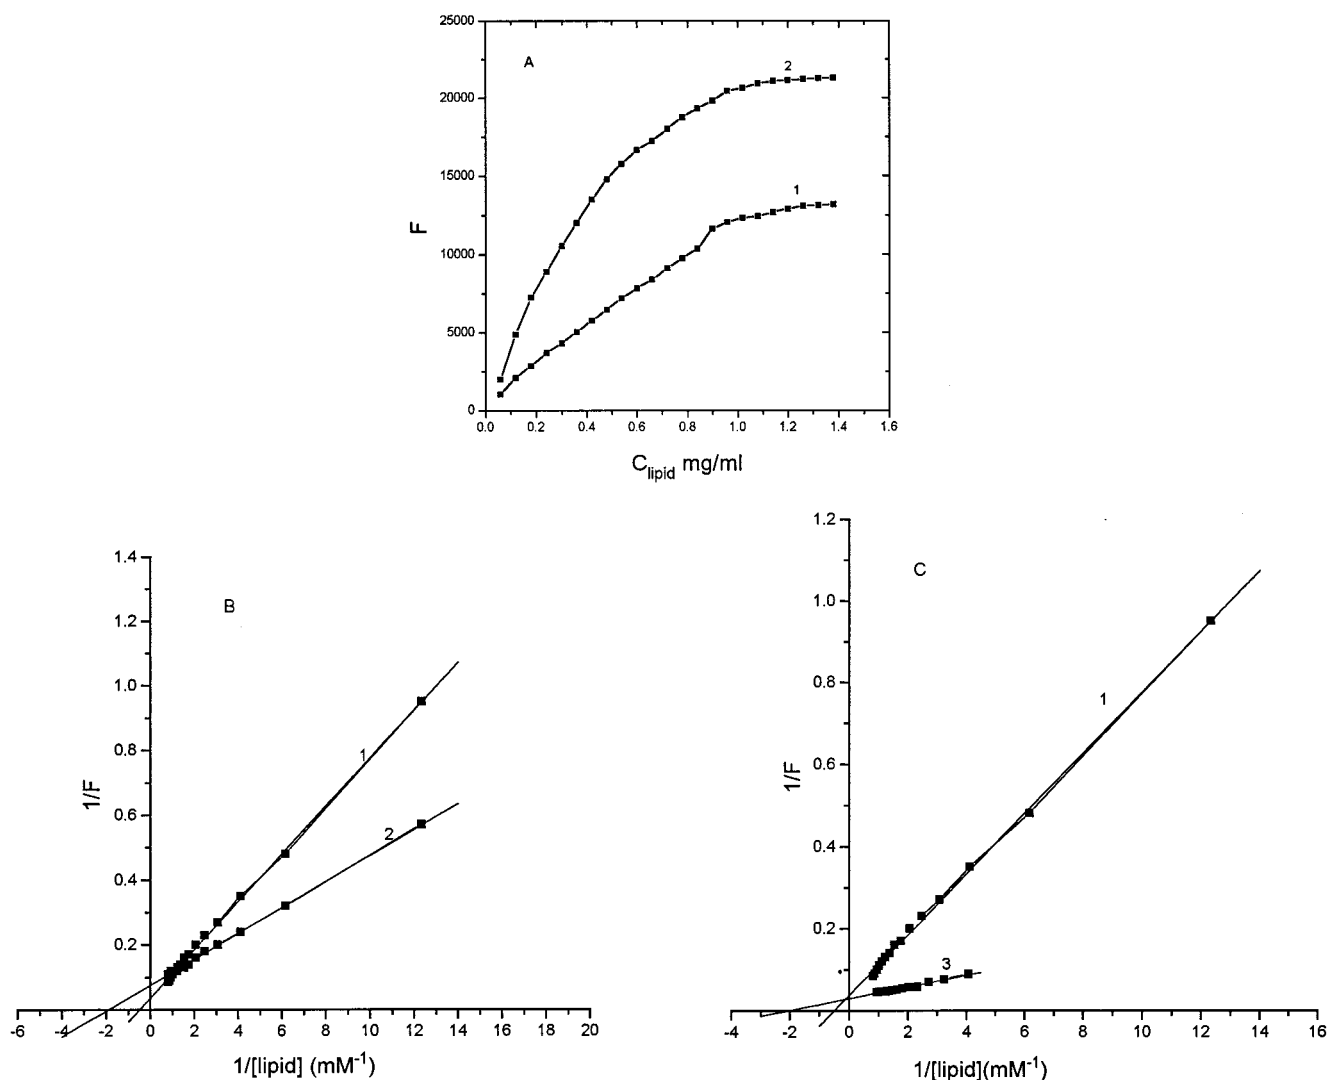 25000
A
2
20000
15000
1
F
10000
5000
0
0.0 0.2 0.4 0.6 0.8 1.0 1.2 1.4 1.6
C_lipid mg/ml
1.4
B
1.2
1.0
1
0.8
1/F
0.6
2
0.4
0.2
-6 -4 -2 0 2 4 6 8 10 12 14 16 18 20
1/[lipid] (mM⁻¹)
1.2
C
1.0
0.8
1
1/F
0.6
0.4
0.2
3
0
-4 -2 0 2 4 6 8 10 12 14 16
1/[lipid](mM⁻¹)